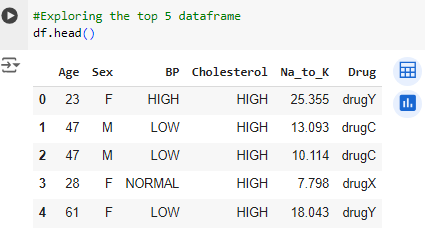 #Exploring the top 5 dataframe
df.head()
Age Sex BP Cholesterol Na_to_K Drug
0 23 F HIGH HIGH 25.355 drugY
1 47 M LOW HIGH 13.093 drugC
2 47 M LOW HIGH 10.114 drugC
3 28 F NORMAL HIGH 7.798 drugX
4 61 F LOW HIGH 18.043 drugY